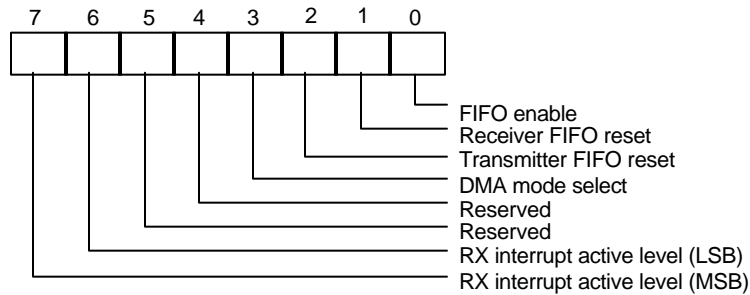 7 6 5 4 3 2 1 0
FIFO enable
Receiver FIFO reset
Transmitter FIFO reset
DMA mode select
Reserved
Reserved
RX interrupt active level (LSB)
RX interrupt active level (MSB)